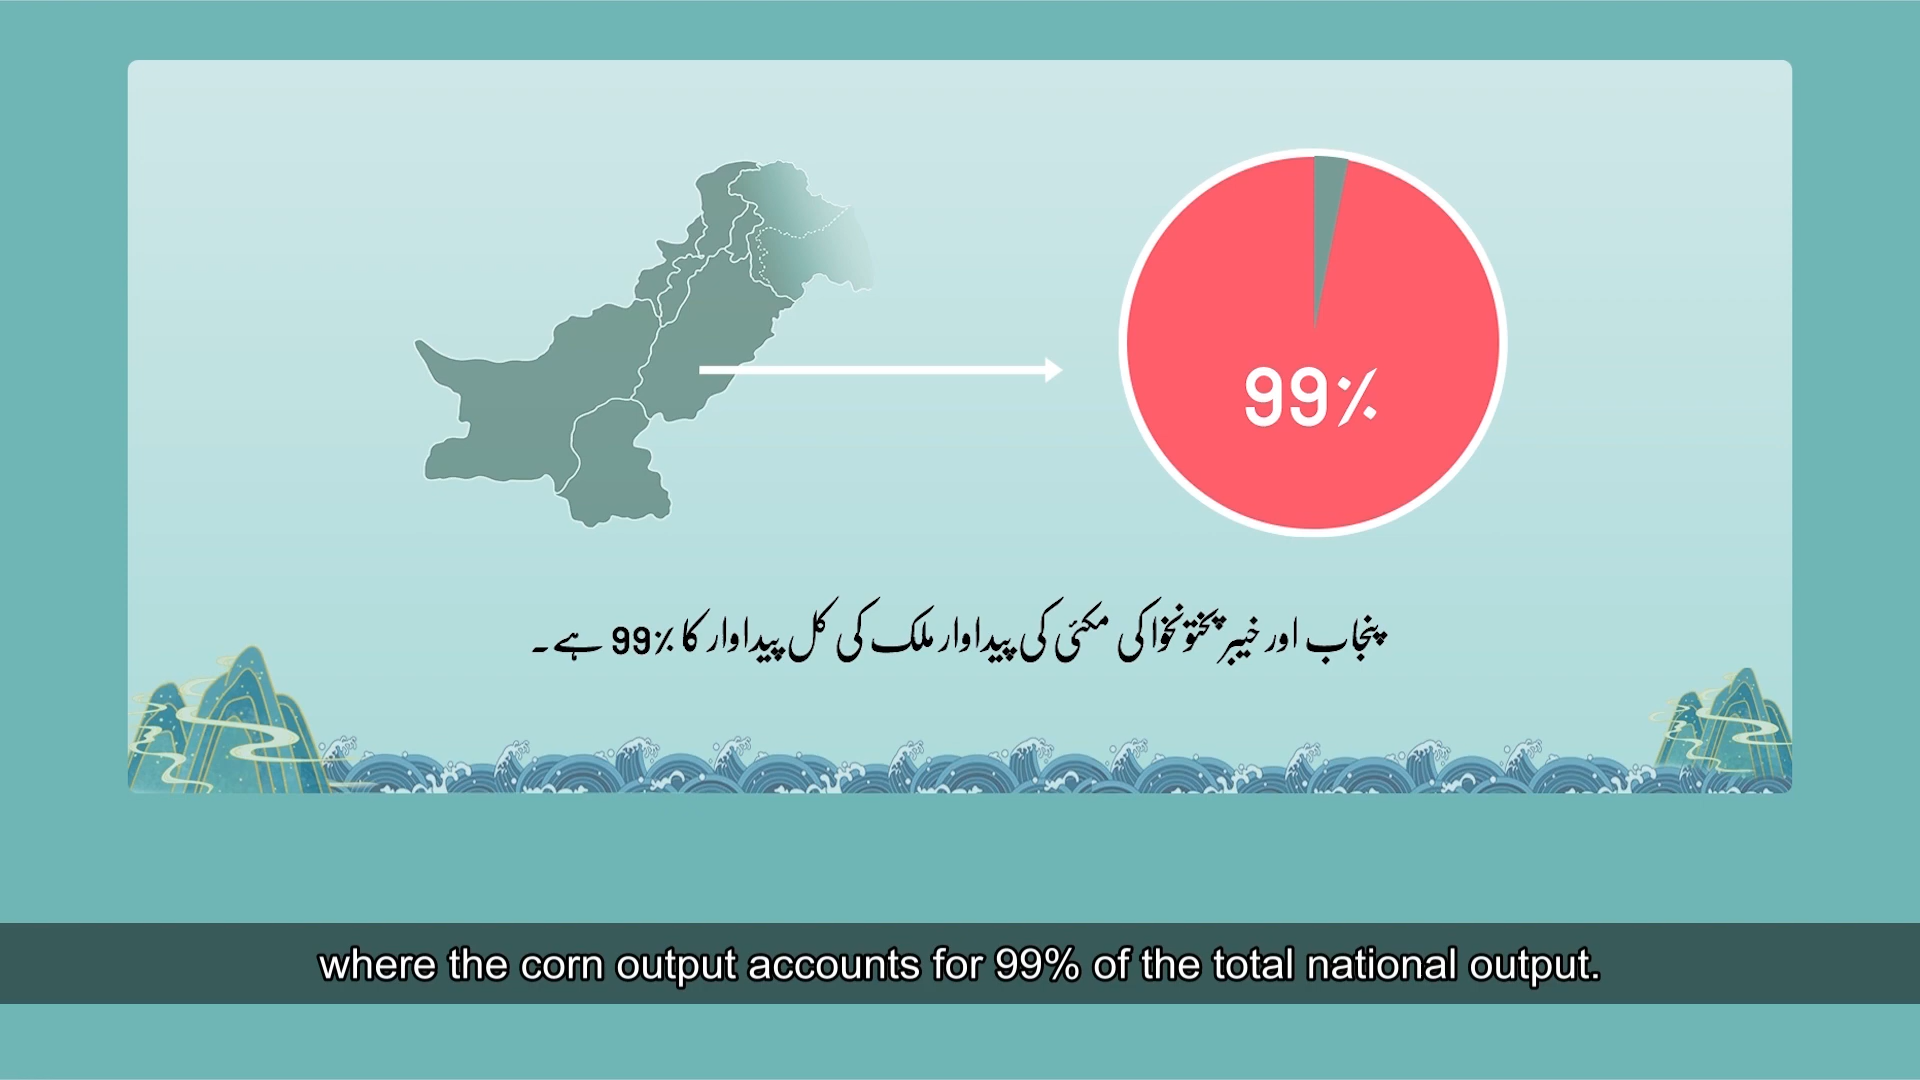 99%
پنجاب اور خیبر پختونخوا کی مکئی کی پیداوار ملک کی کل پیداوار کا %99 ہے۔
where the corn output accounts for 99% of the total national output.